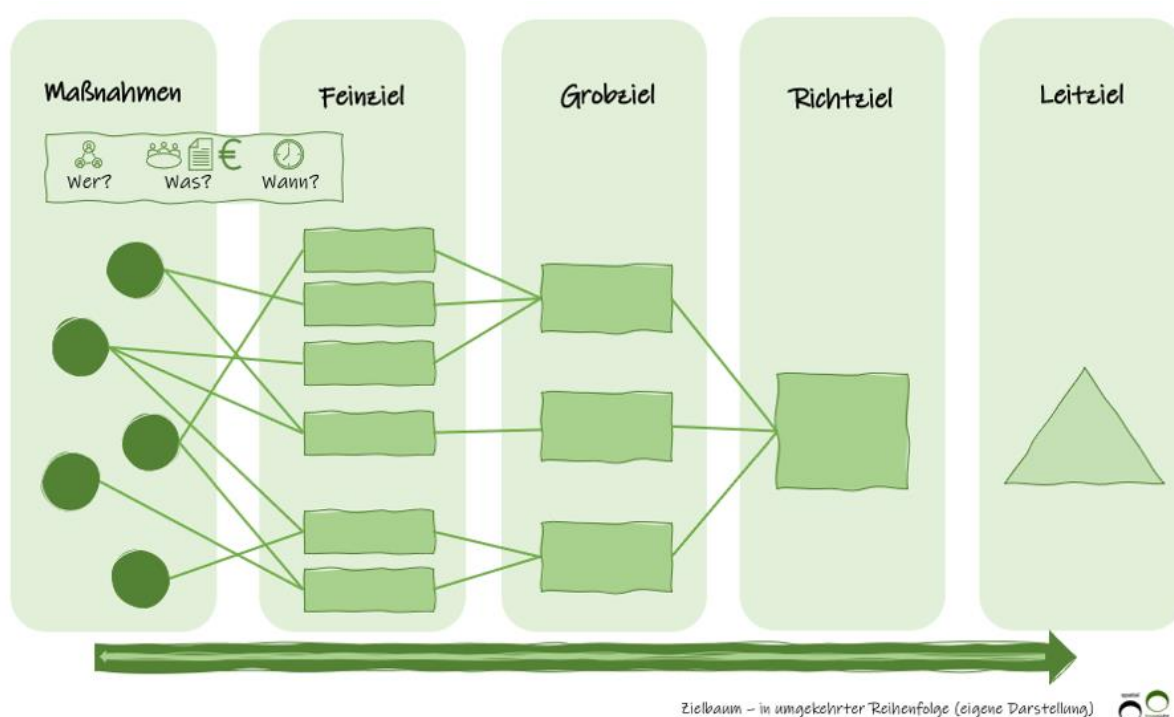 Maßnahmen
Feinziel
Grobziel
Richtziel
Leitziel
€
Wer?
Was?
Wann?
Zielbaum – in umgekehrter Reihenfolge (eigene Darstellung)